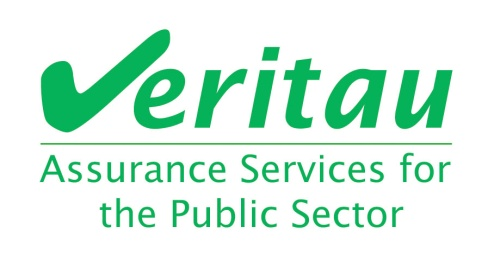 Veritau
Assurance Services for
the Public Sector